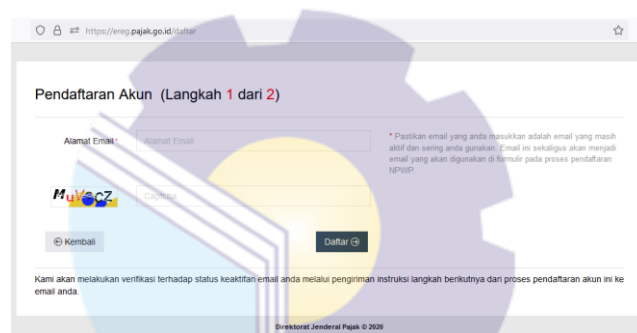 https://ereg.pajak.go.id/daftar
Pendaftaran Akun (Langkah 1 dari 2)
Alamat Email*
Alamat Email
* Pastikan email yang anda masukkan adalah email yang masih
aktif dan sering anda gunakan. Email ini sekaligus akan menjadi
email yang akan digunakan di formulir pada proses pendaftaran
NPWP.
Captcha
Kembali
Daftar
Kami akan melakukan verifikasi terhadap status keaktifan email anda melalui pengiriman instruksi langkah berikutnya dari proses pendaftaran akun ini ke
email anda.
Direktorat Jenderal Pajak © 2020